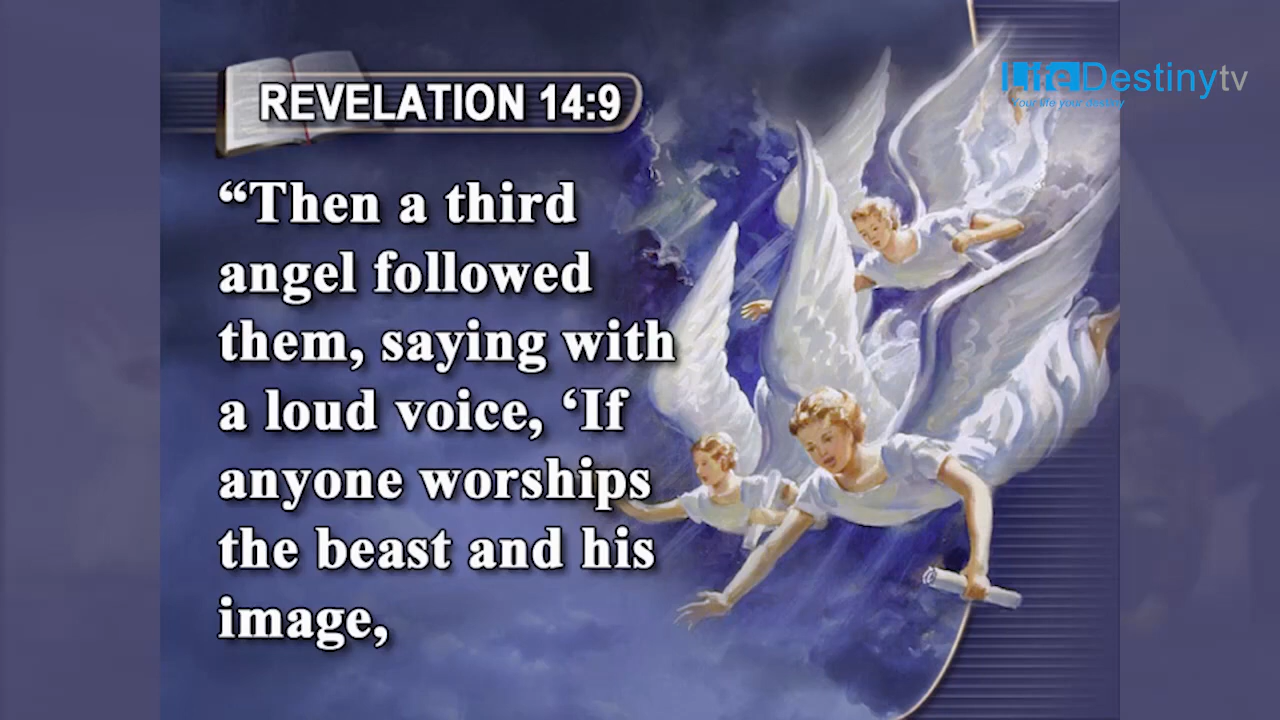 REVELATION 14:9
LifeDestinytv
Your life your destiny
“Then a third
angel followed
them, saying with
a loud voice, ‘If
anyone worships
the beast and his
image,